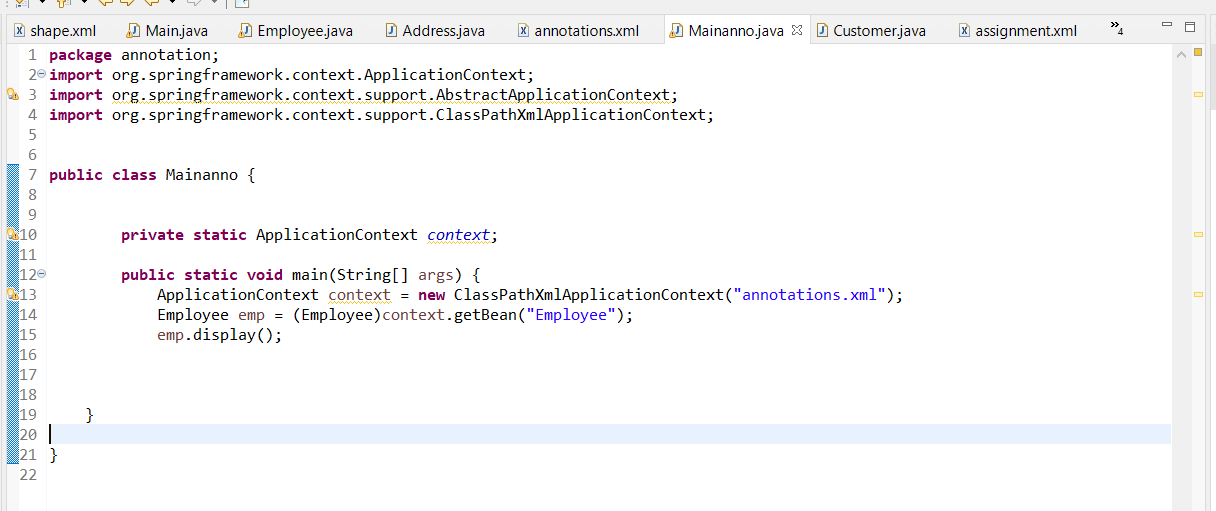 shape.xml Main.java Employee.java Address.java annotations.xml Mainanno.java Customer.java assignment.xml »4
1 package annotation;
2 import org.springframework.context.ApplicationContext;
3 import org.springframework.context.support.AbstractApplicationContext;
4 import org.springframework.context.support.ClassPathXmlApplicationContext;
5
6
7 public class Mainanno {
8
9
10 private static ApplicationContext context;
11
12 public static void main(String[] args) {
13 ApplicationContext context = new ClassPathXmlApplicationContext("annotations.xml");
14 Employee emp = (Employee)context.getBean("Employee");
15 emp.display();
16
17
18
19 }
20
21 }
22